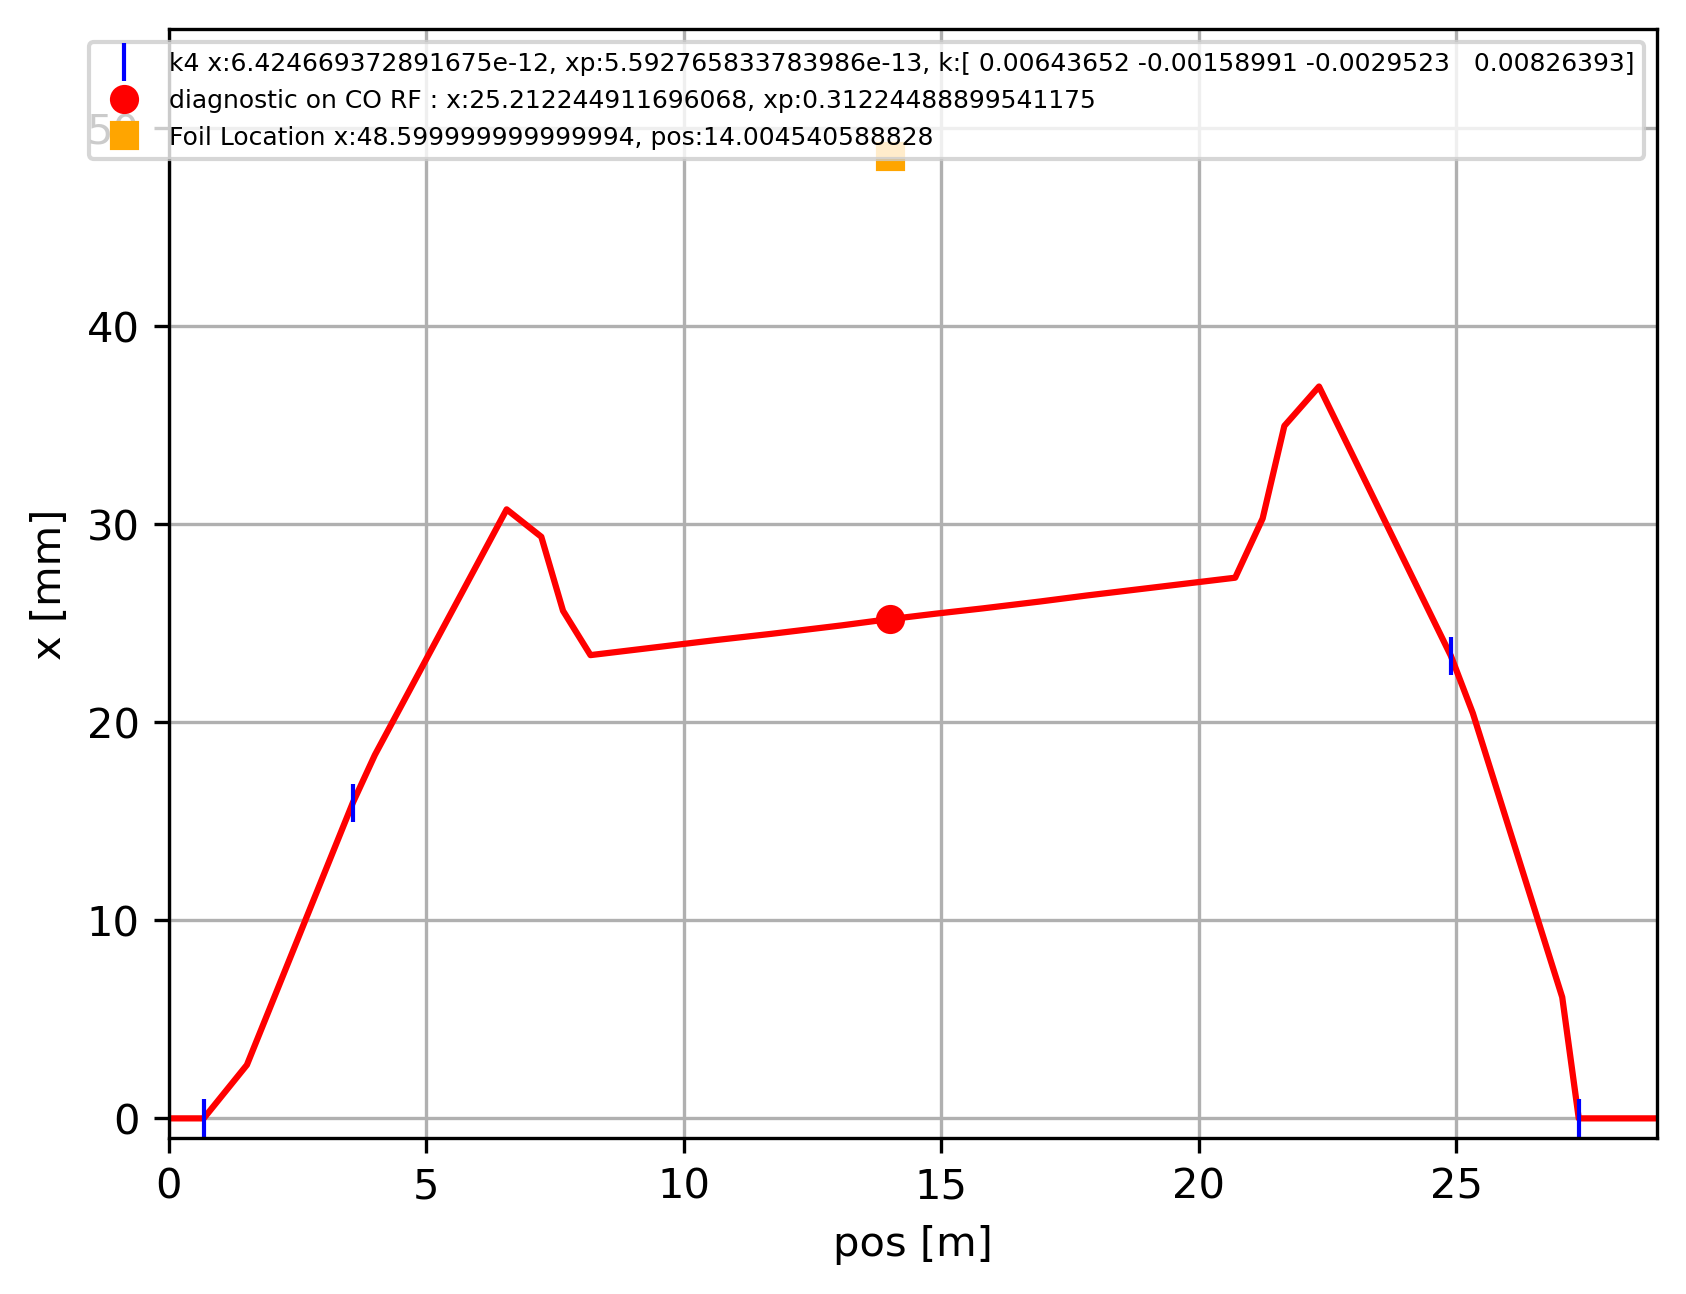 k4 x:6.424669372891675e-12, xp:5.592765833783986e-13, k:[ 0.00643652 -0.00158991 -0.0029523   0.00826393]
diagnostic on CO RF : x:25.212244911696068, xp:0.31224488899541175
Foil Location x:48.599999999999994, pos:14.004540588828
50
40
30
20
10
0
x [mm]
0 5 10 15 20 25
pos [m]